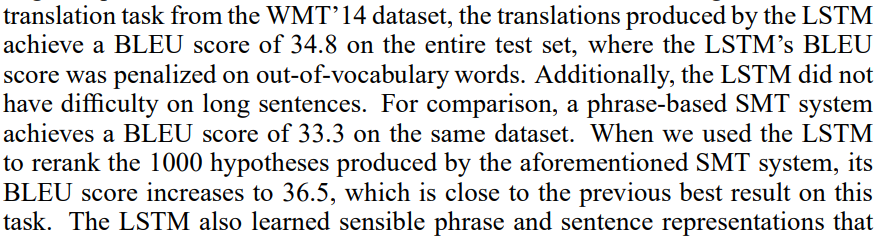 translation task from the WMT’14 dataset, the translations produced by the LSTM
achieve a BLEU score of 34.8 on the entire test set, where the LSTM’s BLEU
score was penalized on out-of-vocabulary words. Additionally, the LSTM did not
have difficulty on long sentences. For comparison, a phrase-based SMT system
achieves a BLEU score of 33.3 on the same dataset. When we used the LSTM
to rerank the 1000 hypotheses produced by the aforementioned SMT system, its
BLEU score increases to 36.5, which is close to the previous best result on this
task. The LSTM also learned sensible phrase and sentence representations that